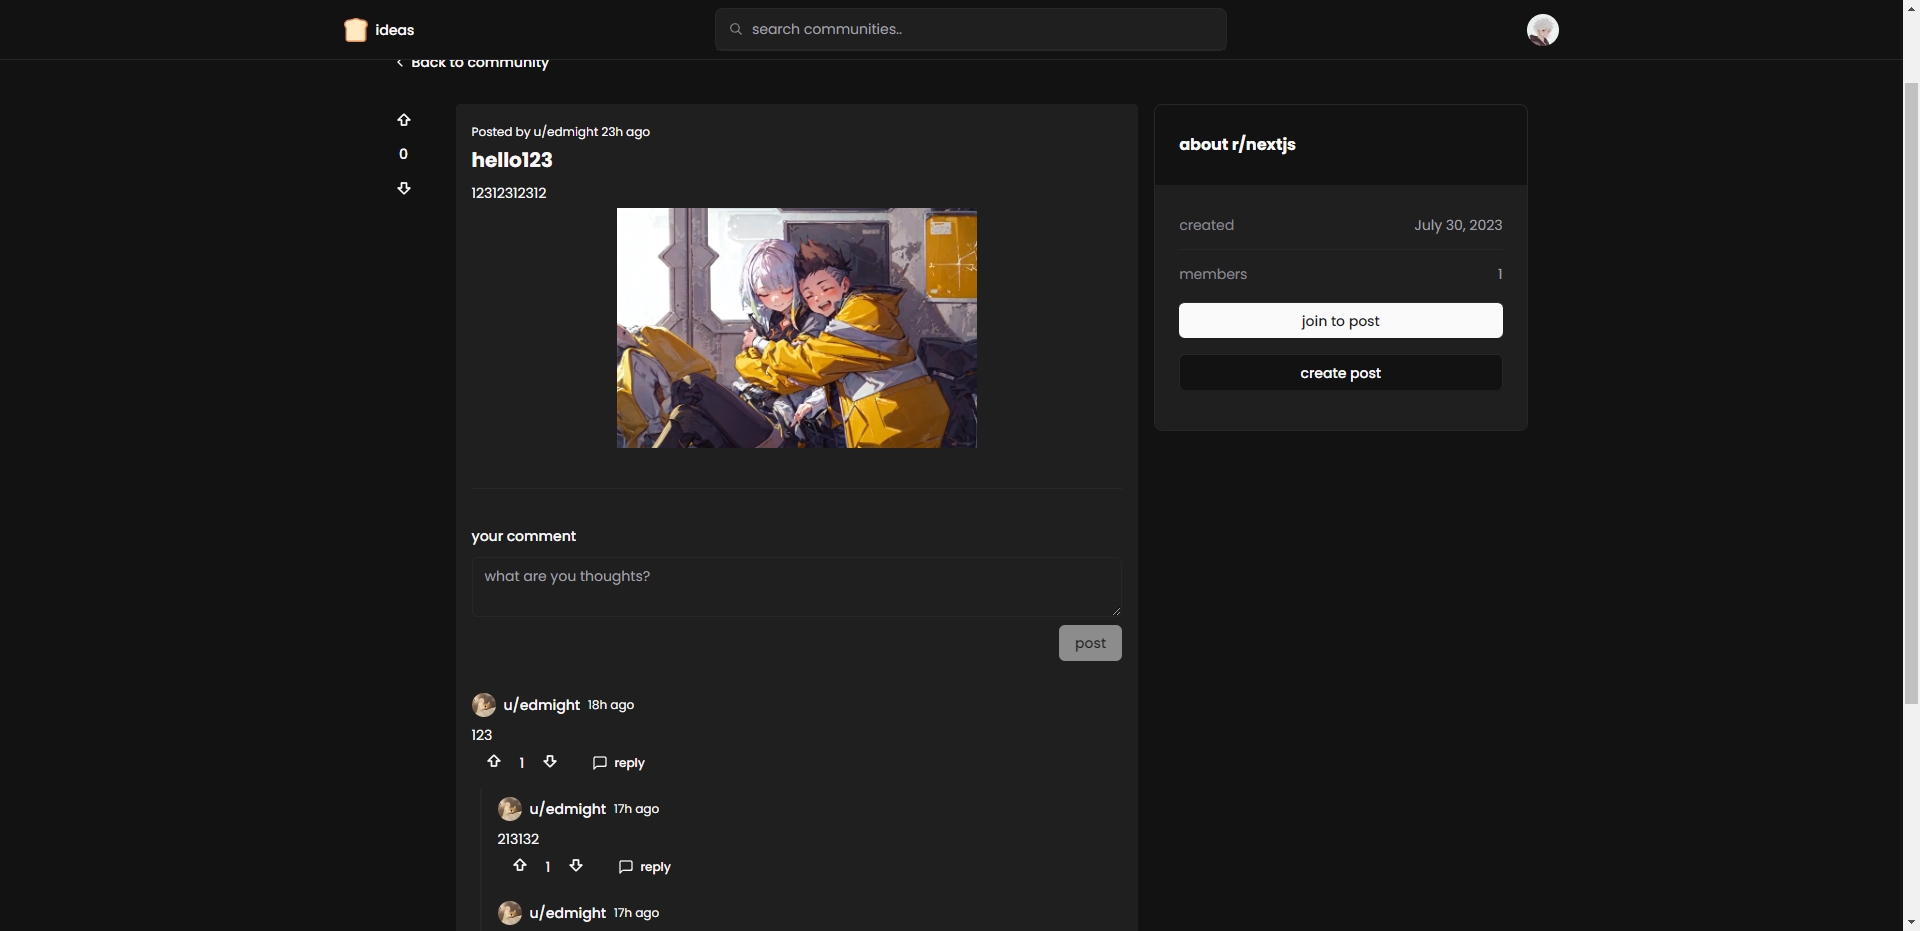 ideas
search communities..
Back to community
0
Posted by u/edmight 23h ago
hello123
12312312312
your comment
what are you thoughts?
post
u/edmight 18h ago
123
1
reply
u/edmight 17h ago
213132
1
reply
u/edmight 17h ago
about r/nextjs
created July 30, 2023
members 1
join to post
create post